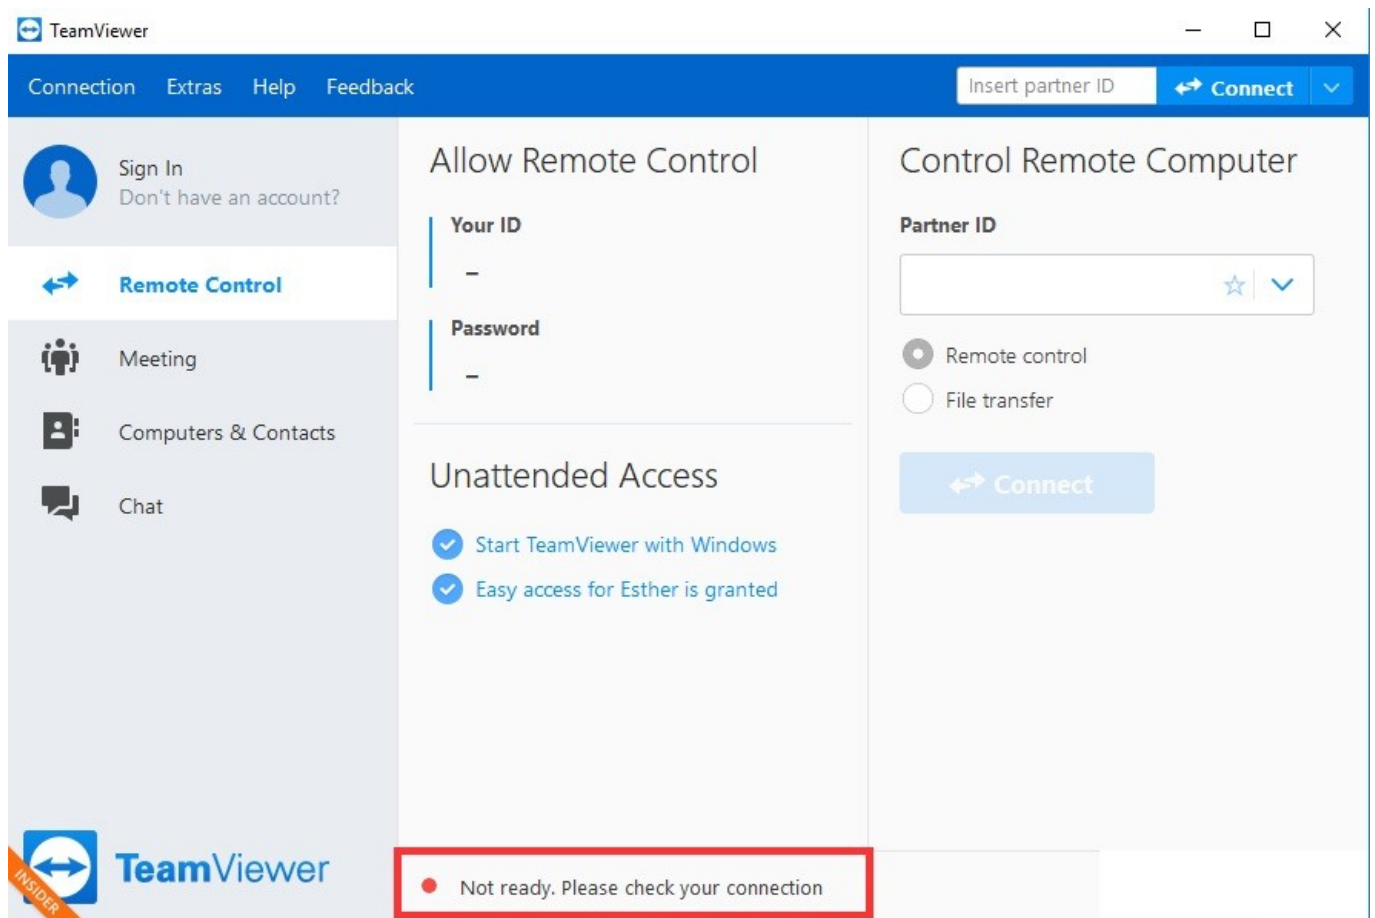 TeamViewer
Connection Extras Help Feedback
Insert partner ID
Connect
Sign In
Don't have an account?
Remote Control
Meeting
Computers & Contacts
Chat
TeamViewer
INSIDER
Allow Remote Control
Your ID
–
Password
–
Unattended Access
Start TeamViewer with Windows
Easy access for Esther is granted
Control Remote Computer
Partner ID
Remote control
File transfer
Connect
Not ready. Please check your connection